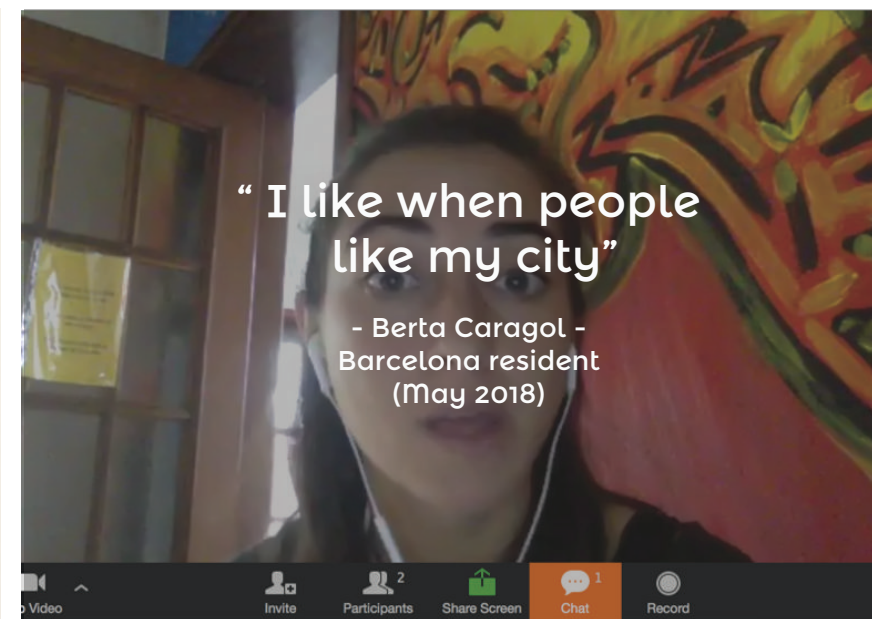 “ I like when people
like my city”
- Berta Caragol -
Barcelona resident
(May 2018)
2
1
Video
Invite
Participants
Share Screen
Chat
Record